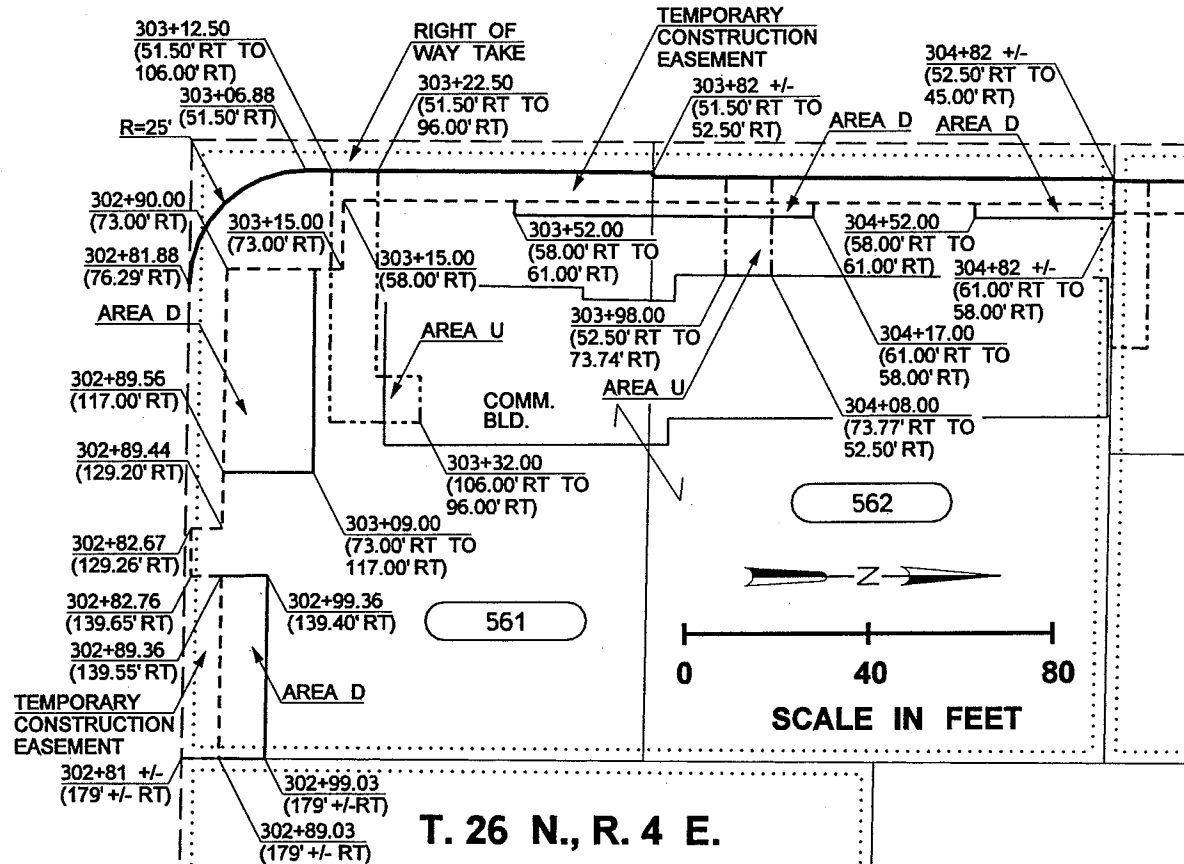 303+12.50
(51.50' RT TO
106.00' RT)
303+06.88
(51.50' RT)
R=25'
RIGHT OF
WAY TAKE
303+22.50
(51.50' RT TO
96.00' RT)
TEMPORARY
CONSTRUCTION
EASEMENT
303+82 +/-
(51.50' RT TO
52.50' RT)
AREA D
304+82 +/-
(52.50' RT TO
45.00' RT)
AREA D
302+90.00
(73.00' RT)
302+81.88
(76.29' RT)
AREA D
303+15.00
(73.00' RT)
303+15.00
(58.00' RT)
303+52.00
(58.00' RT TO
61.00' RT)
304+52.00
(58.00' RT TO
61.00' RT)
304+82 +/-
(61.00' RT TO
58.00' RT)
AREA U
303+98.00
(52.50' RT TO
73.74' RT)
AREA U
304+17.00
(61.00' RT TO
58.00' RT)
304+08.00
(73.77' RT TO
52.50' RT)
302+89.56
(117.00' RT)
COMM.
BLD.
302+89.44
(129.20' RT)
303+32.00
(106.00' RT TO
96.00' RT)
562
302+82.67
(129.26' RT)
303+09.00
(73.00' RT TO
117.00' RT)
N
302+82.76
(139.65' RT)
302+99.36
(139.40' RT)
561
302+89.36
(139.55' RT)
0 40 80
SCALE IN FEET
AREA D
TEMPORARY
CONSTRUCTION
EASEMENT
302+81 +/-
(179' +/- RT)
302+99.03
(179' +/-RT)
302+89.03
(179' +/- RT)
T. 26 N., R. 4 E.